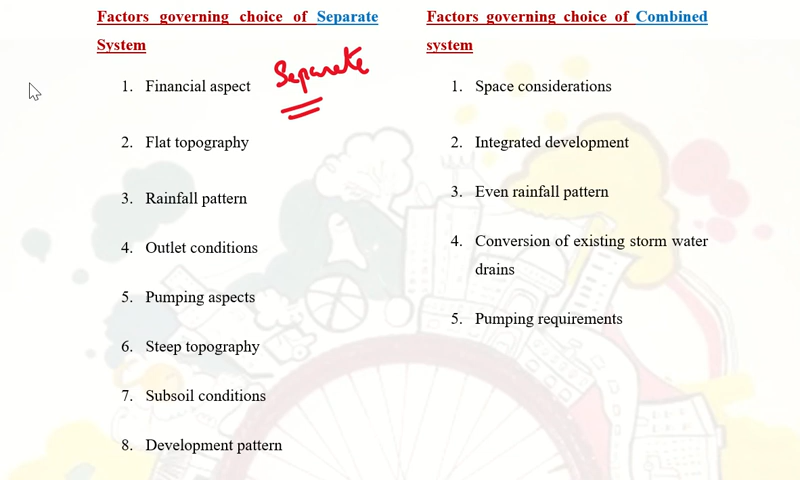 Factors governing choice of Separate
System
1. Financial aspect
Separate
2. Flat topography
3. Rainfall pattern
4. Outlet conditions
5. Pumping aspects
6. Steep topography
7. Subsoil conditions
8. Development pattern
Factors governing choice of Combined
system
1. Space considerations
2. Integrated development
3. Even rainfall pattern
4. Conversion of existing storm water
drains
5. Pumping requirements